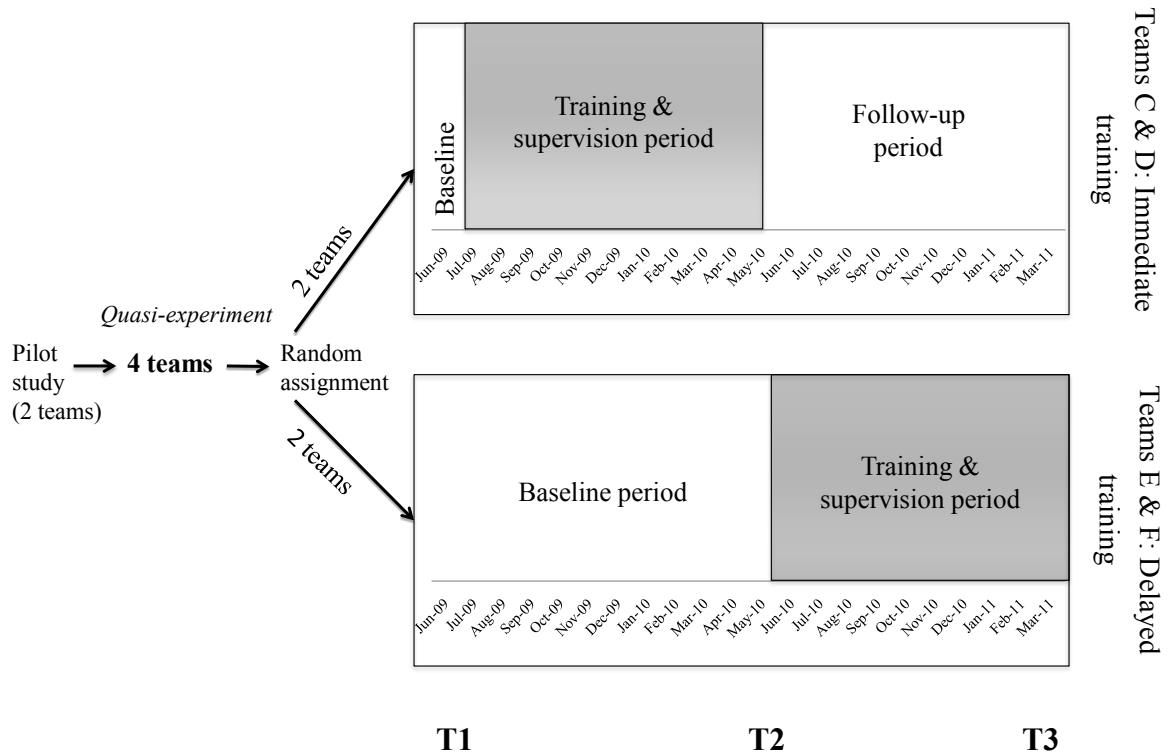 Pilot
study
(2 teams)
Quasi-experiment
4 teams
Random
assignment
2 teams
2 teams
Baseline
Training &
supervision period
Follow-up
period
Jun-09
Jul-09
Aug-09
Sep-09
Oct-09
Nov-09
Dec-09
Jan-10
Feb-10
Mar-10
Apr-10
May-10
Jun-10
Jul-10
Aug-10
Sep-10
Oct-10
Nov-10
Dec-10
Jan-11
Feb-11
Mar-11
Teams C & D: Immediate
training
Baseline period
Training &
supervision period
Jun-09
Jul-09
Aug-09
Sep-09
Oct-09
Nov-09
Dec-09
Jan-10
Feb-10
Mar-10
Apr-10
May-10
Jun-10
Jul-10
Aug-10
Sep-10
Oct-10
Nov-10
Dec-10
Jan-11
Feb-11
Mar-11
Teams E & F: Delayed
training
T1
T2
T3